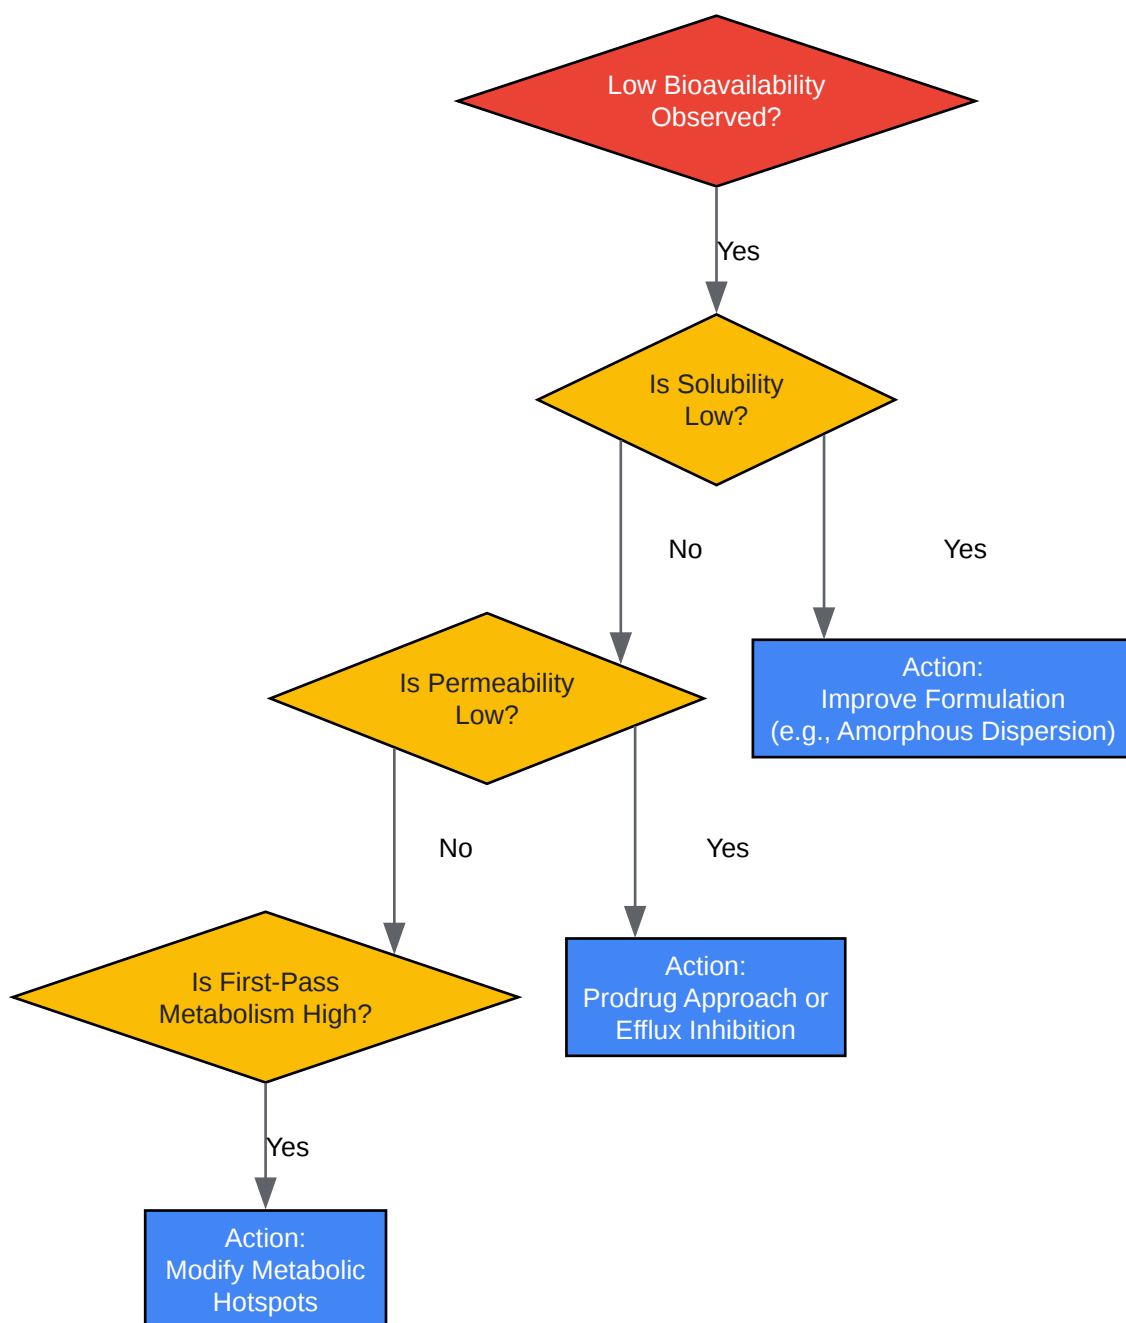 Low Bioavailability
Observed?
Yes
Is Solubility
Low?
No
Yes
Is Permeability
Low?
Action:
Improve Formulation
(e.g., Amorphous Dispersion)
No
Yes
Is First-Pass
Metabolism High?
Action:
Prodrug Approach or
Efflux Inhibition
Yes
Action:
Modify Metabolic
Hotspots